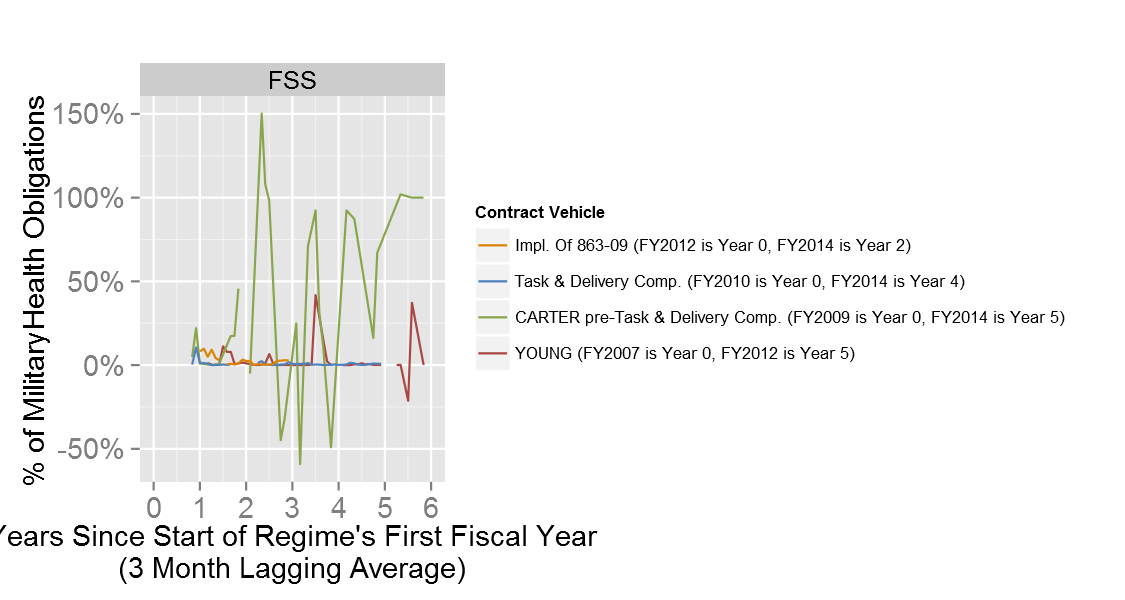 FSS
% of MilitaryHealth Obligations
150%
100%
50%
0%
-50%
0 1 2 3 4 5 6
Years Since Start of Regime's First Fiscal Year
(3 Month Lagging Average)
Contract Vehicle
Impl. Of 863-09 (FY2012 is Year 0, FY2014 is Year 2)
Task & Delivery Comp. (FY2010 is Year 0, FY2014 is Year 4)
CARTER pre-Task & Delivery Comp. (FY2009 is Year 0, FY2014 is Year 5)
YOUNG (FY2007 is Year 0, FY2012 is Year 5)